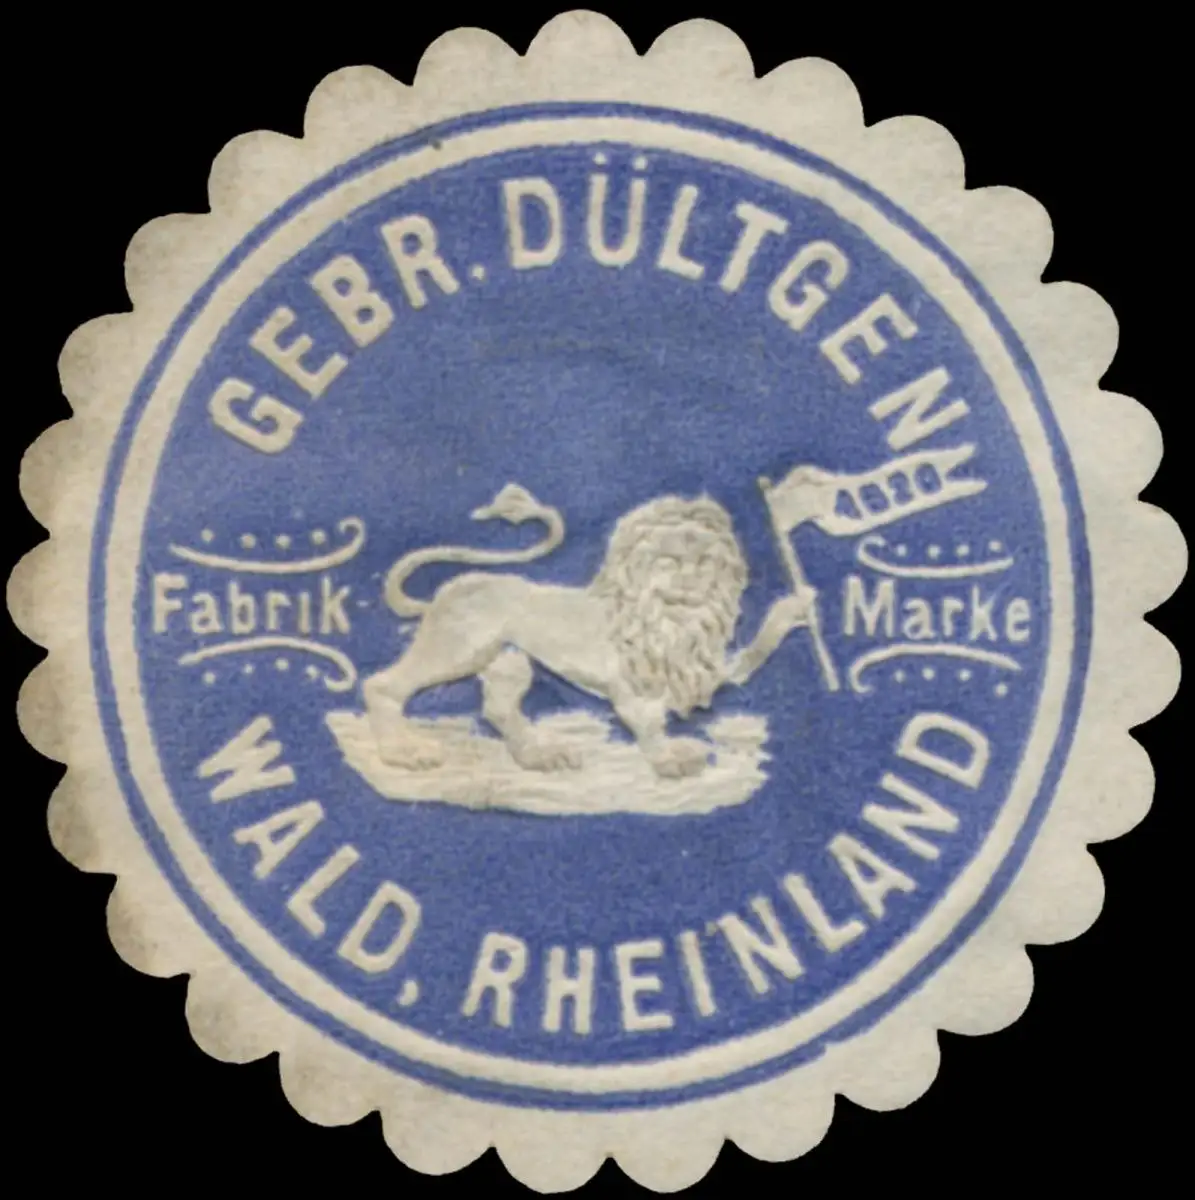 GEBR. DÜLTGEN
1820
Fabrik- Marke
WALD, RHEINLAND